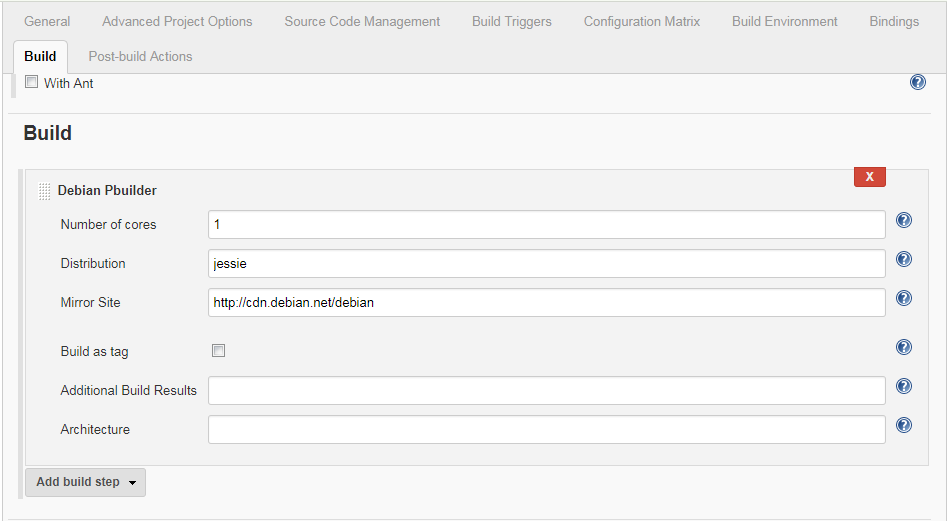 General Advanced Project Options Source Code Management Build Triggers Configuration Matrix Build Environment Bindings
Build Post-build Actions
With Ant ?
Build
X
Debian Pbuilder
Number of cores 1 ?
Distribution jessie ?
Mirror Site http://cdn.debian.net/debian ?
Build as tag ?
Additional Build Results ?
Architecture ?
Add build step